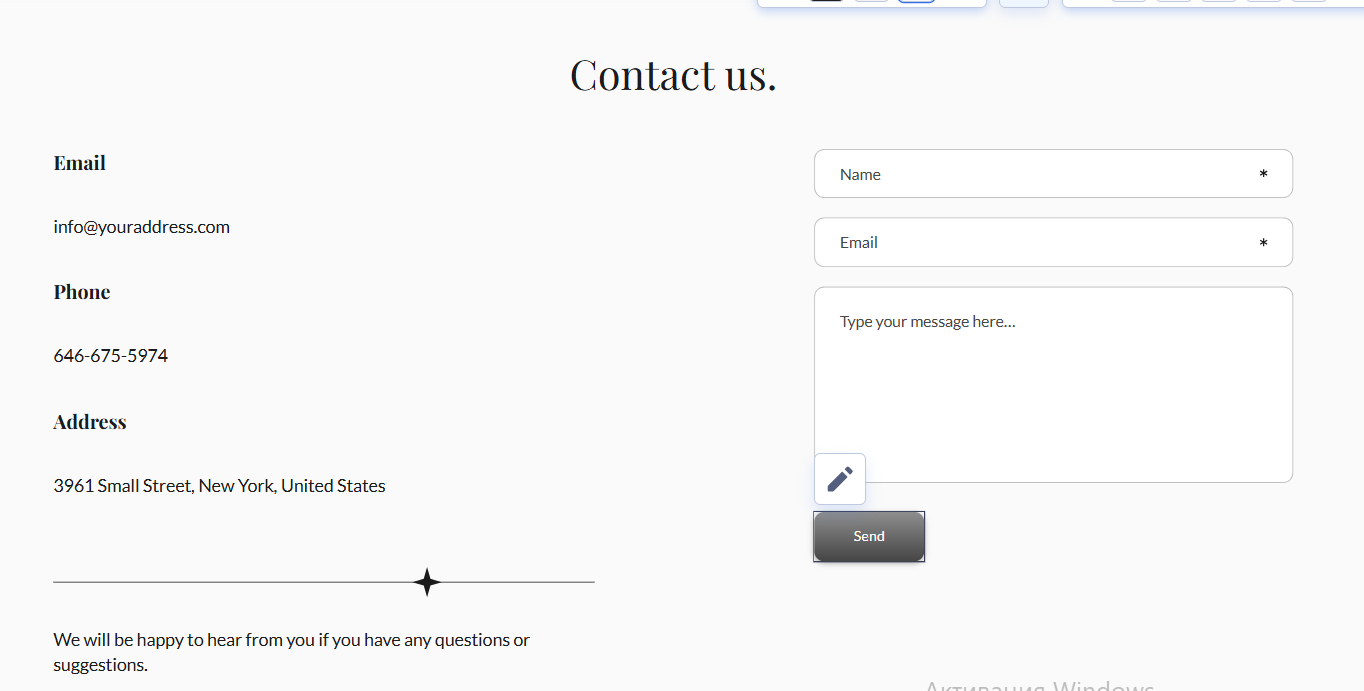 Contact us.
Email
info@youraddress.com
Phone
646-675-5974
Address
3961 Small Street, New York, United States
We will be happy to hear from you if you have any questions or
suggestions.
Name *
Email *
Type your message here...
Send
Активация Windows